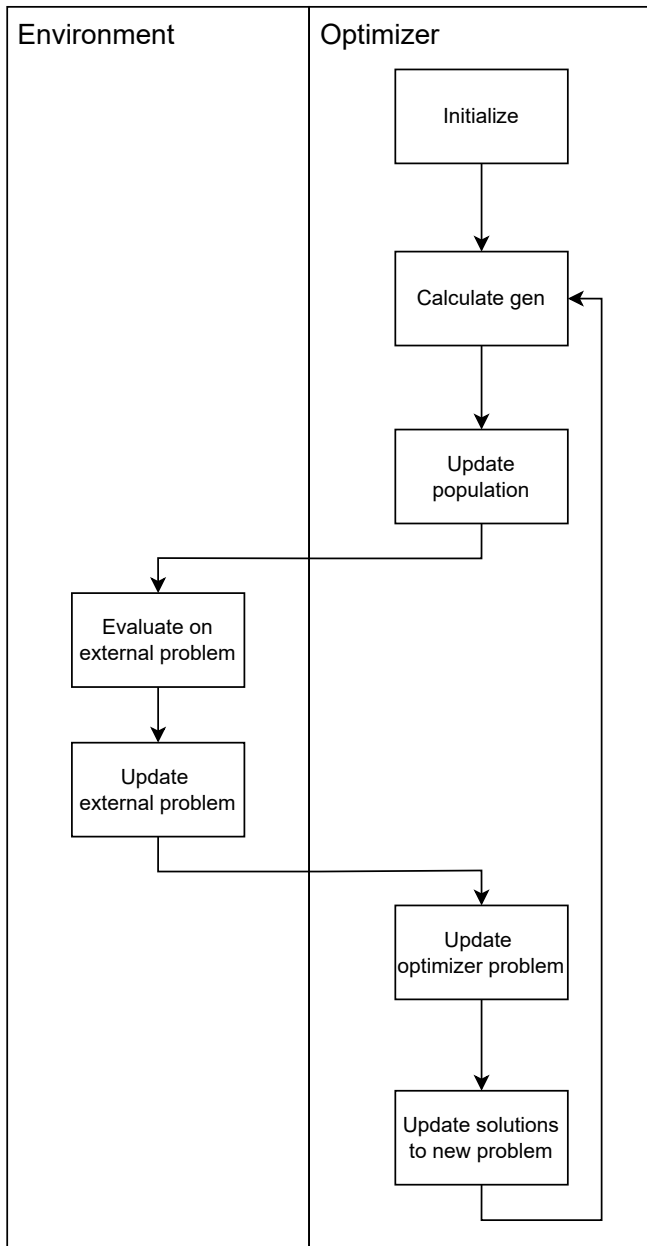 Environment
Optimizer
Initialize
Calculate gen
Update
population
Evaluate on
external problem
Update
external problem
Update
optimizer problem
Update solutions
to new problem